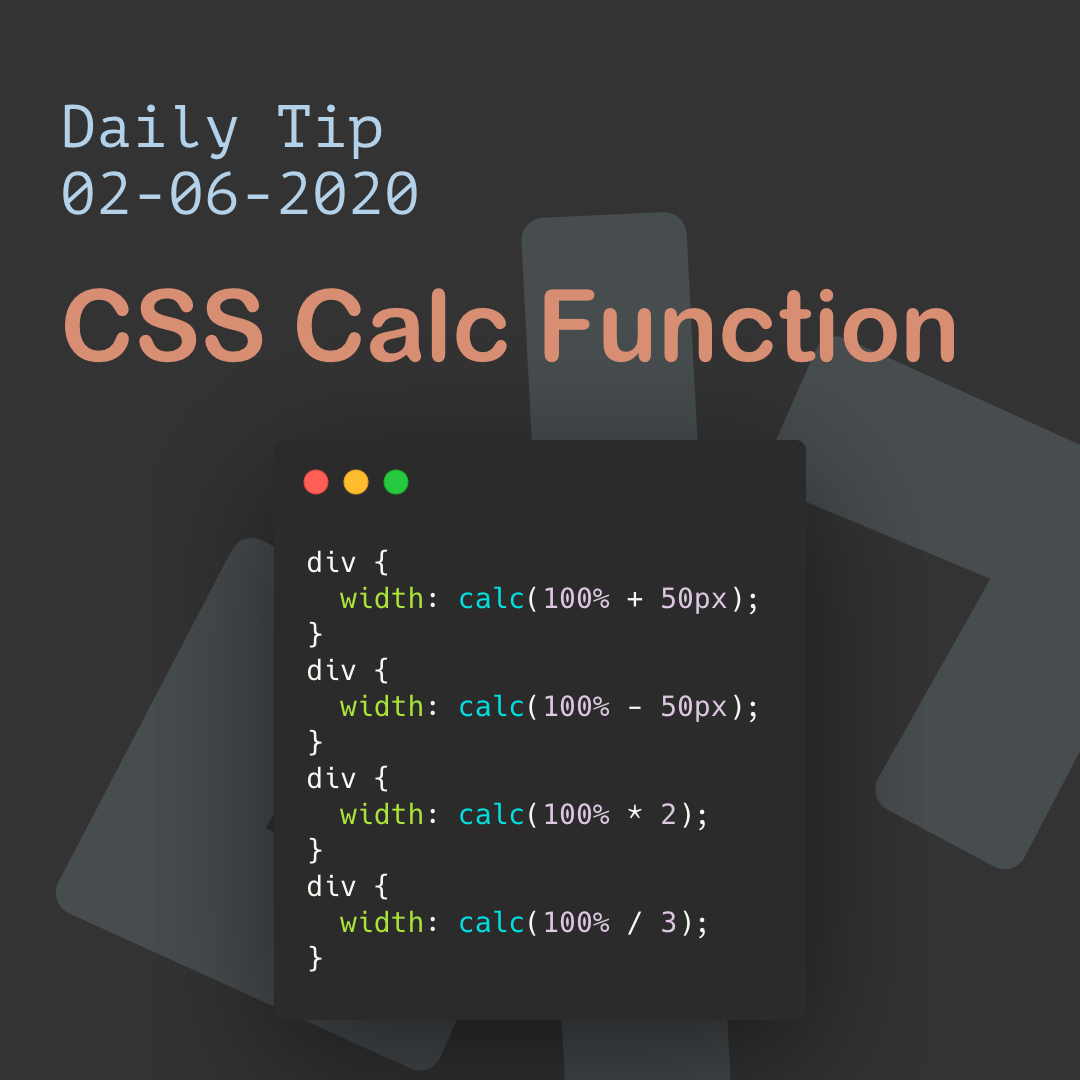 Daily Tip
02-06-2020
CSS Calc Function
div {
  width: calc(100% + 50px);
}
div {
  width: calc(100% - 50px);
}
div {
  width: calc(100% * 2);
}
div {
  width: calc(100% / 3);
}